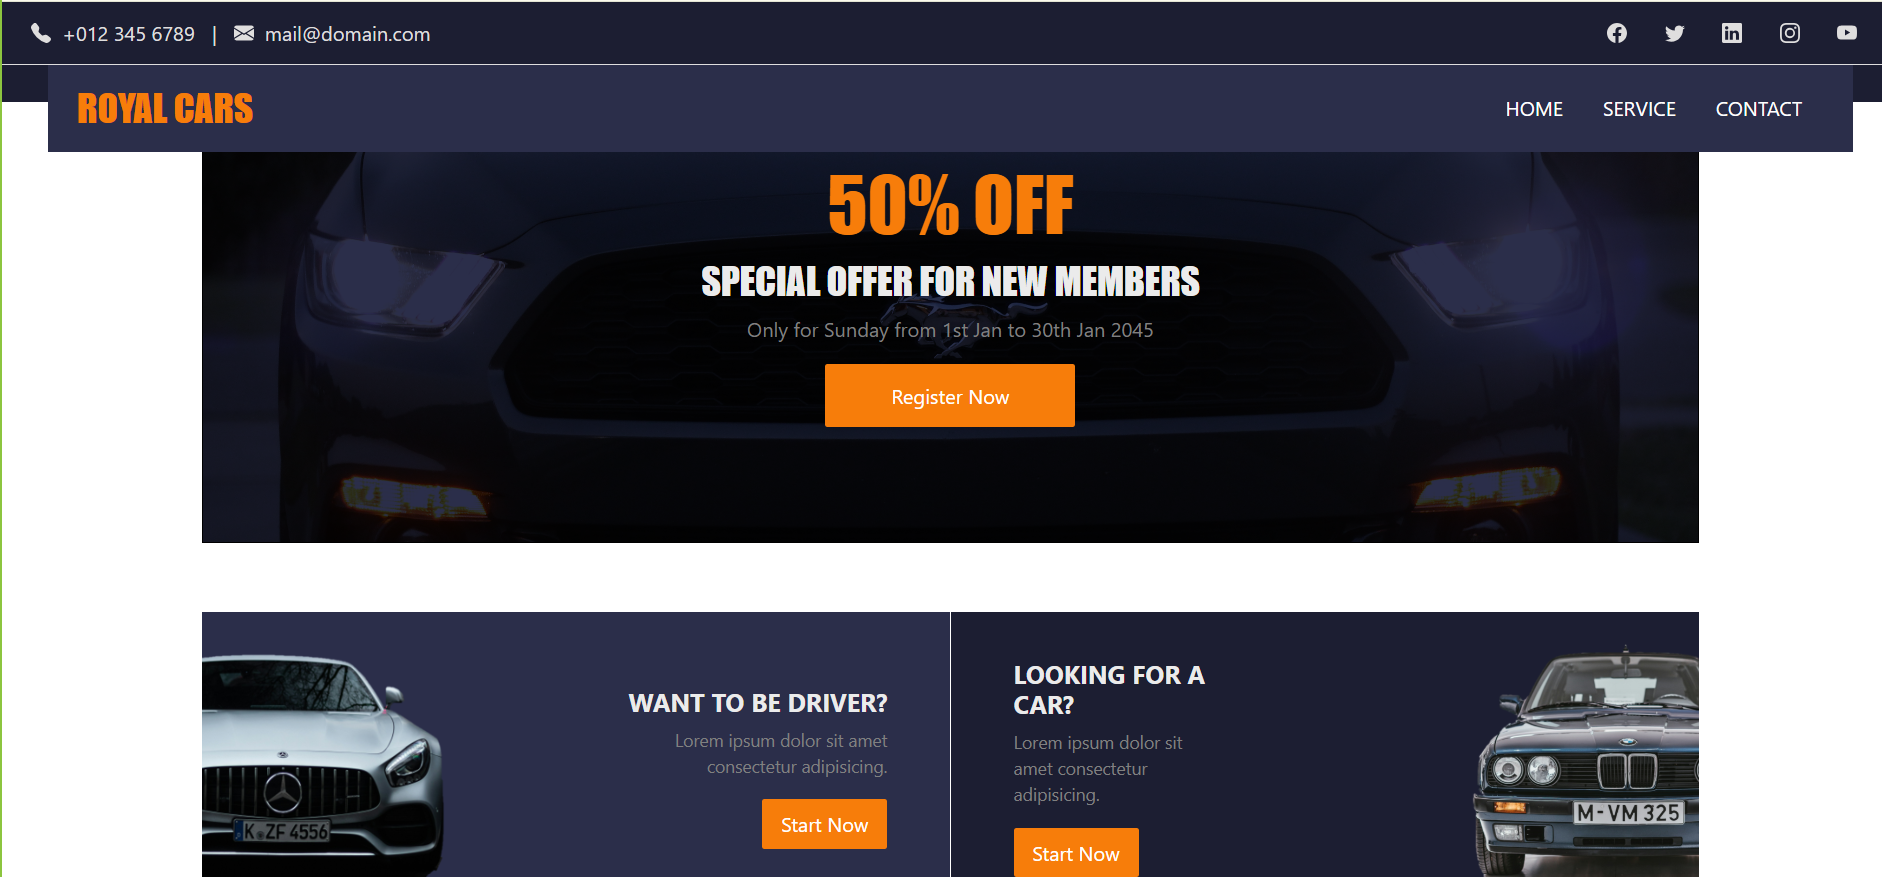 +012 345 6789 | mail@domain.com
ROYAL CARS
HOME SERVICE CONTACT
50% OFF
SPECIAL OFFER FOR NEW MEMBERS
Only for Sunday from 1st Jan to 30th Jan 2045
Register Now
WANT TO BE DRIVER?
Lorem ipsum dolor sit amet
consectetur adipisicing.
Start Now
K ZF 4556
LOOKING FOR A
CAR?
Lorem ipsum dolor sit
amet consectetur
adipisicing.
Start Now
M-VM 325